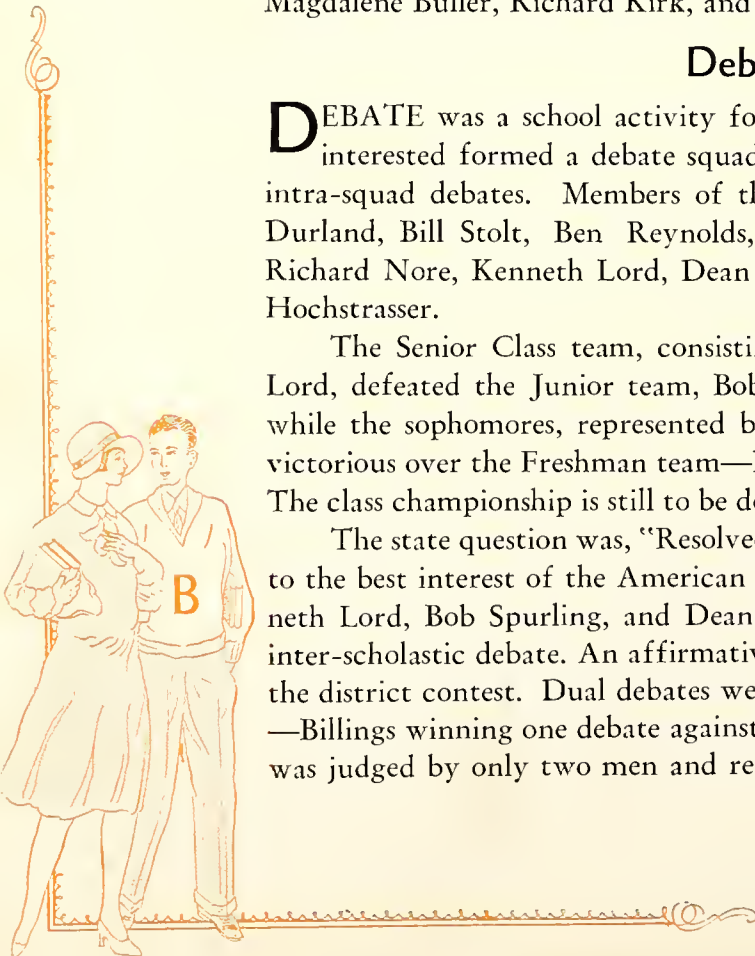 Magdalene Buller, Richard Kirk, and
Deb
DEBATE was a school activity fo
interested formed a debate squad
intra-squad debates. Members of t
Durland, Bill Stolt, Ben Reynolds,
Richard Nore, Kenneth Lord, Dean
Hochstrasser.
The Senior Class team, consisti
Lord, defeated the Junior team, Bob
while the sophomores, represented b
victorious over the Freshman team—
The class championship is still to be d
The state question was, "Resolve
to the best interest of the American
neth Lord, Bob Spurling, and Dean
inter-scholastic debate. An affirmativ
the district contest. Dual debates we
—Billings winning one debate against
was judged by only two men and re
B